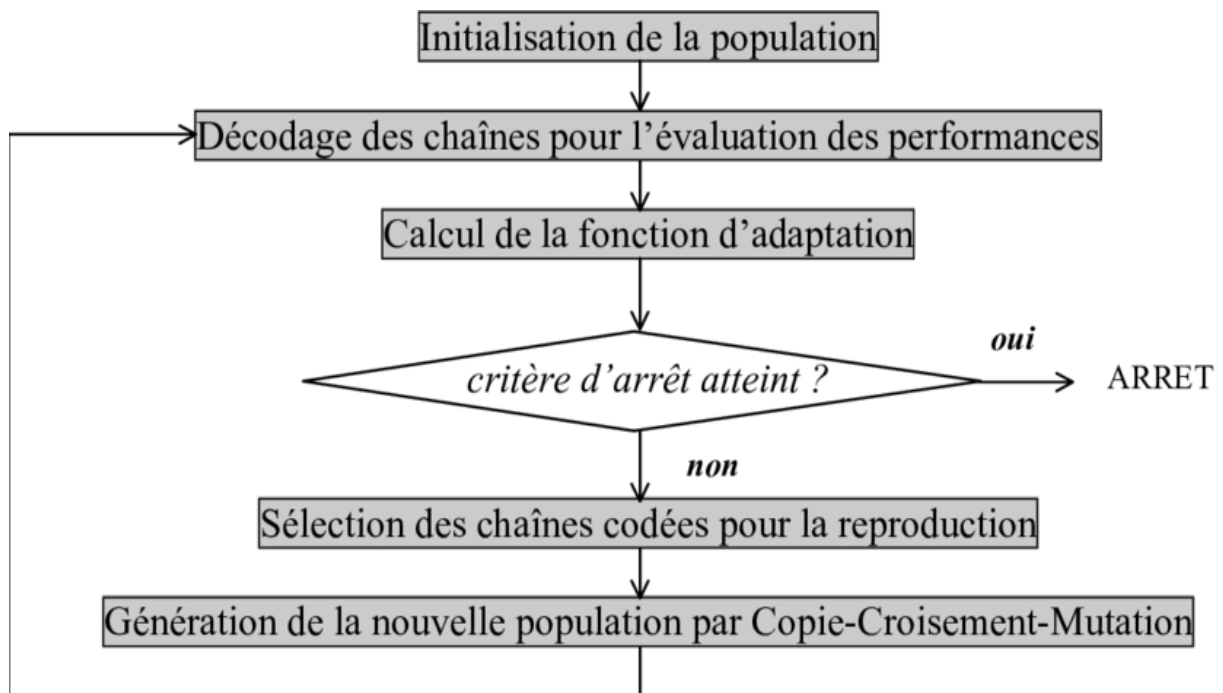 Initialisation de la population
Décodage des chaînes pour l’évaluation des performances
Calcul de la fonction d’adaptation
oui
critère d’arrêt atteint ?
ARRET
non
Sélection des chaînes codées pour la reproduction
Génération de la nouvelle population par Copie-Croisement-Mutation